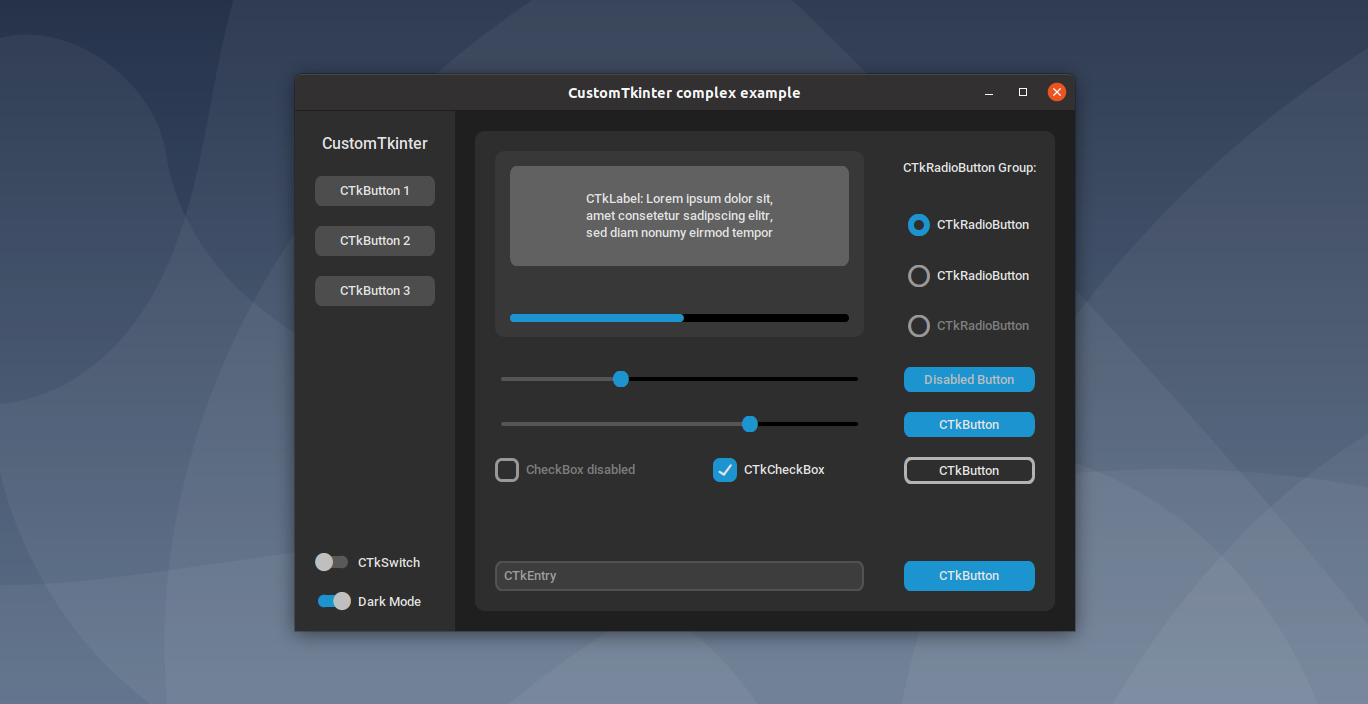 CustomTkinter complex example
CustomTkinter
CTkButton 1
CTkButton 2
CTkButton 3
CTkSwitch
Dark Mode
CTkLabel: Lorem ipsum dolor sit,
amet consetetur sadipscing elitr,
sed diam nonumy eirmod tempor
CheckBox disabled
CTkCheckBox
CTkEntry
CTkRadioButton Group:
CTkRadioButton
CTkRadioButton
CTkRadioButton
Disabled Button
CTkButton
CTkButton
CTkButton